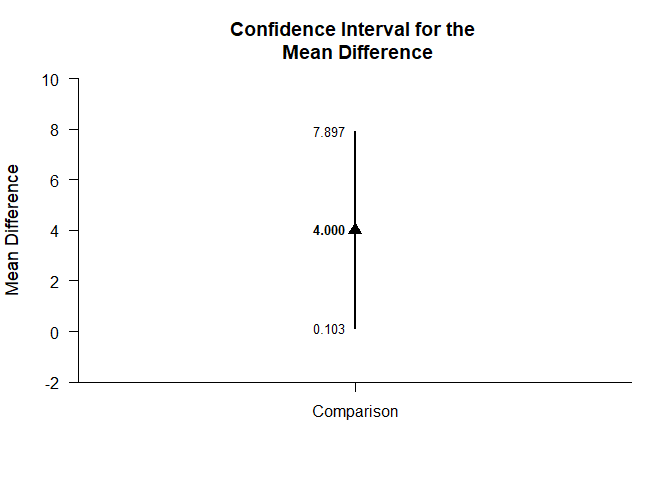 Confidence Interval for the
Mean Difference
Mean Difference
10
8
6
4
2
0
-2
7.897
4.000
0.103
Comparison